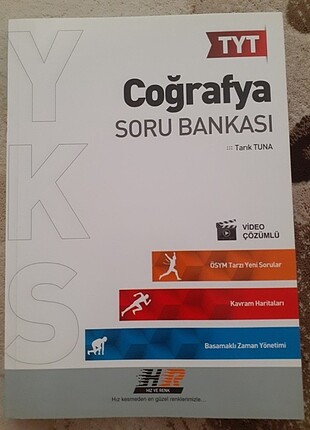 YKS
TYT
Coğrafya
SORU BANKASI
Tarık TUNA
VİDEO
ÇÖZÜMLÜ
ÖSYM Tarzı Yeni Sorular
Kavram Haritaları
Basamaklı Zaman Yönetimi
HR
HIZ VE RENK
Hız kesmeden en güzel renklerimizle...